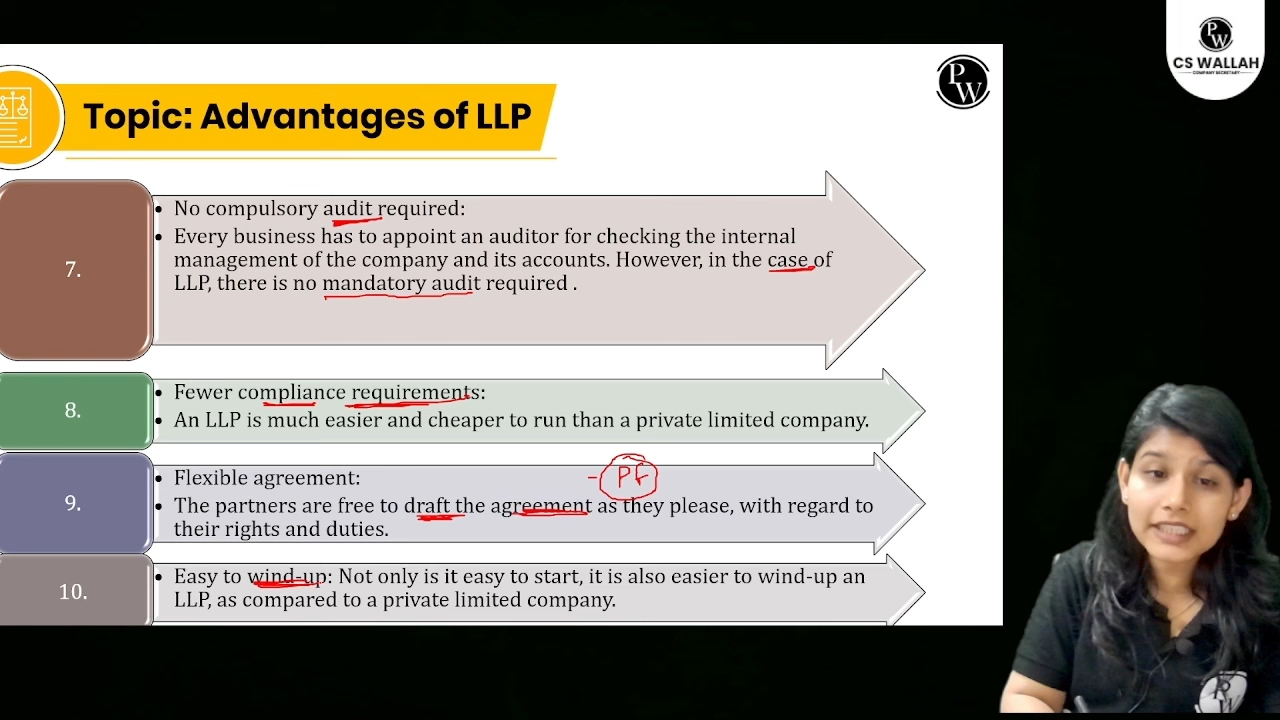 PW
CS WALLAH
COMPANY SECRETARY
PW
Topic: Advantages of LLP
7.
• No compulsory audit required:
• Every business has to appoint an auditor for checking the internal
management of the company and its accounts. However, in the case of
LLP, there is no mandatory audit required .
8.
• Fewer compliance requirements:
• An LLP is much easier and cheaper to run than a private limited company.
9.
• Flexible agreement:
- Pf
• The partners are free to draft the agreement as they please, with regard to
their rights and duties.
10.
• Easy to wind-up: Not only is it easy to start, it is also easier to wind-up an
LLP, as compared to a private limited company.
PW